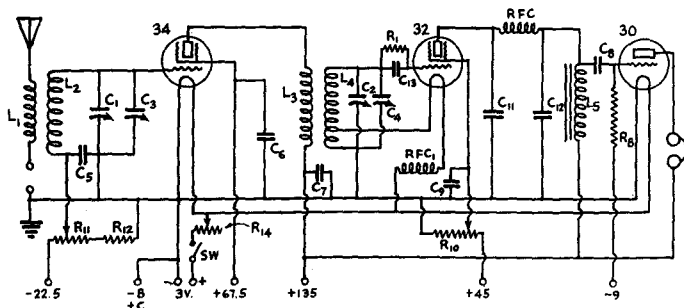 34
32
30
RFC
R1
C13
C8
L1
L2
C1
C3
L3
L4
C2
C4
C11
C12
L5
C5
C6
C7
RFC1
C9
R8
R11
R12
R14
SW
R10
-22.5
-B
+C
-
3V.
+
+67.5
+135
+45
~9